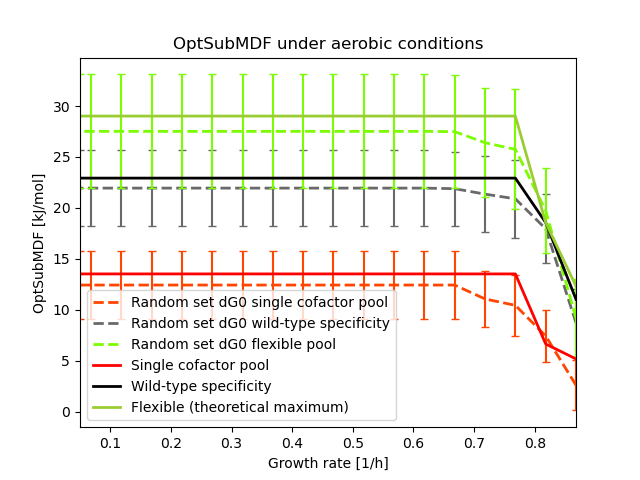 OptSubMDF under aerobic conditions
OptSubMDF [kJ/mol]
30
25
20
15
10
5
0
Random set dG0 single cofactor pool
Random set dG0 wild-type specificity
Random set dG0 flexible pool
Single cofactor pool
Wild-type specificity
Flexible (theoretical maximum)
0.1 0.2 0.3 0.4 0.5 0.6 0.7 0.8
Growth rate [1/h]